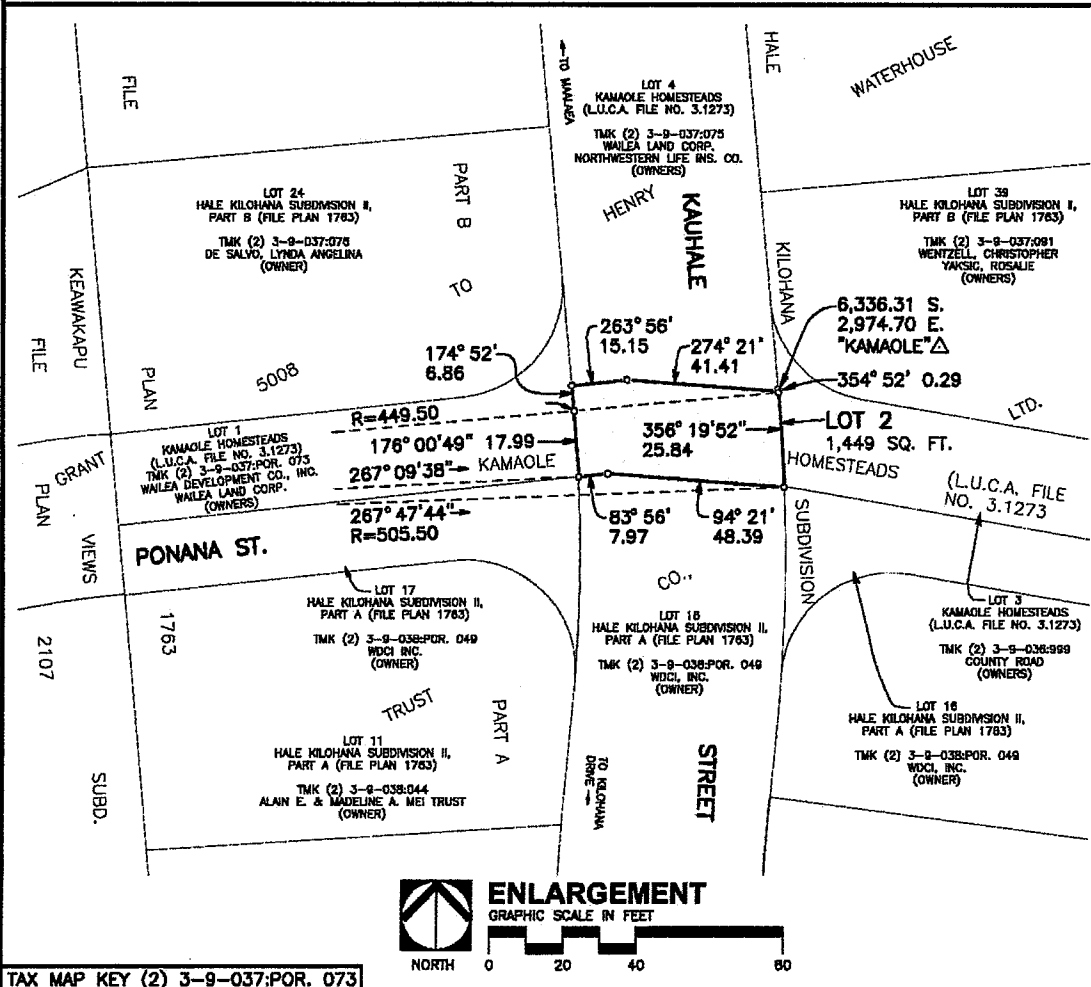 FILE
HALE
WATERHOUSE
← TO MAALAEA
LOT 4
KAMAOLE HOMESTEADS
(L.U.C.A. FILE NO. 3.1273)
TMK (2) 3-9-037:075
WAILEA LAND CORP.
NORTHWESTERN LIFE INS. CO.
(OWNERS)
PART B
LOT 24
HALE KILOHANA SUBDIVISION II,
PART B (FILE PLAN 1763)
TMK (2) 3-9-037:076
DE SALVO, LYNDA ANGELINA
(OWNER)
HENRY
KAUHALE
LOT 39
HALE KILOHANA SUBDIVISION II,
PART B (FILE PLAN 1763)
TMK (2) 3-9-037:091
WENTZELL, CHRISTOPHER
YAKSIC, ROSALIE
(OWNERS)
KEAWAKAPU
TO
KILOHANA
FILE
PLAN
5008
174° 52'
6.86
263° 56'
15.15
274° 21'
41.41
6,336.31 S.
2,974.70 E.
"KAMAOLE"△
354° 52' 0.29
LTD.
R=449.50
LOT 1
KAMAOLE HOMESTEADS
(L.U.C.A. FILE NO. 3.1273)
TMK (2) 3-9-037:POR. 073
WAILEA DEVELOPMENT CO., INC.
WAILEA LAND CORP.
(OWNERS)
176° 00'49" 17.99
267° 09'38" →
KAMAOLE
356° 19'52"
25.84
LOT 2
1,449 SQ. FT.
HOMESTEADS
(L.U.C.A. FILE
NO. 3.1273
GRANT
PLAN
VIEWS
267° 47'44" →
R=505.50
83° 56'
7.97
94° 21'
48.39
SUBDIVISION
PONANA ST.
LOT 17
HALE KILOHANA SUBDIVISION II,
PART A (FILE PLAN 1763)
TMK (2) 3-9-038:POR. 049
WDCI INC.
(OWNER)
CO.,
LOT 18
HALE KILOHANA SUBDIVISION II,
PART A (FILE PLAN 1763)
TMK (2) 3-9-038:POR. 049
WDCI, INC.
(OWNER)
LOT 3
KAMAOLE HOMESTEADS
(L.U.C.A. FILE NO. 3.1273)
TMK (2) 3-9-038:999
COUNTY ROAD
(OWNERS)
2107
1763
TRUST
PART A
LOT 16
HALE KILOHANA SUBDIVISION II,
PART A (FILE PLAN 1763)
TMK (2) 3-9-038:POR. 049
WDCI, INC.
(OWNER)
LOT 11
HALE KILOHANA SUBDIVISION II,
PART A (FILE PLAN 1763)
TMK (2) 3-9-038:044
ALAIN E. & MADELINE A. MEI TRUST
(OWNER)
SUBD.
TO KILOHANA
DRIVE →
STREET
ENLARGEMENT
GRAPHIC SCALE IN FEET
NORTH
0 20 40 80
TAX MAP KEY (2) 3-9-037:POR. 073